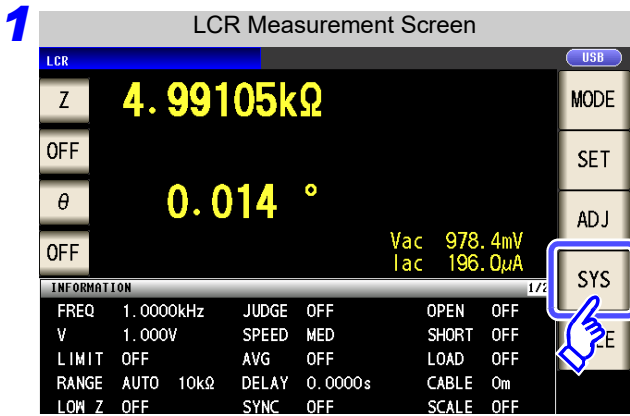 1
LCR Measurement Screen
LCR
USB
Z
4.99105kΩ
MODE
OFF
SET
θ
0.014 °
ADJ
OFF
Vac 978.4mV
Iac 196.0μA
SYS
INFORMATION
FREQ 1.0000kHz JUDGE OFF OPEN OFF
V 1.000V SPEED MED SHORT OFF
LIMIT OFF AVG OFF LOAD OFF
RANGE AUTO 10kΩ DELAY 0.0000s CABLE 0m
LOW Z OFF SYNC OFF SCALE OFF